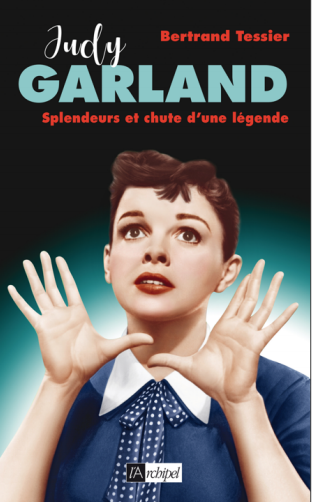 Bertrand Tessier
Judy
GARLAND
Splendeurs et chute d'une légende
l'Archipel